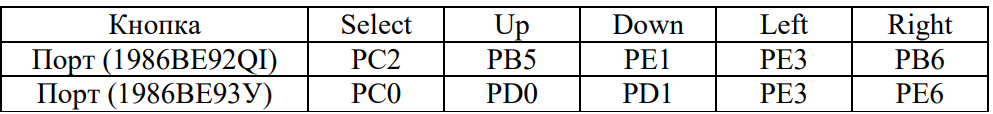 Кнопка Select Up Down Left Right
Порт (1986ВЕ92QI) PC2 PB5 PE1 PE3 PB6
Порт (1986ВЕ93У) PC0 PD0 PD1 PE3 PE6